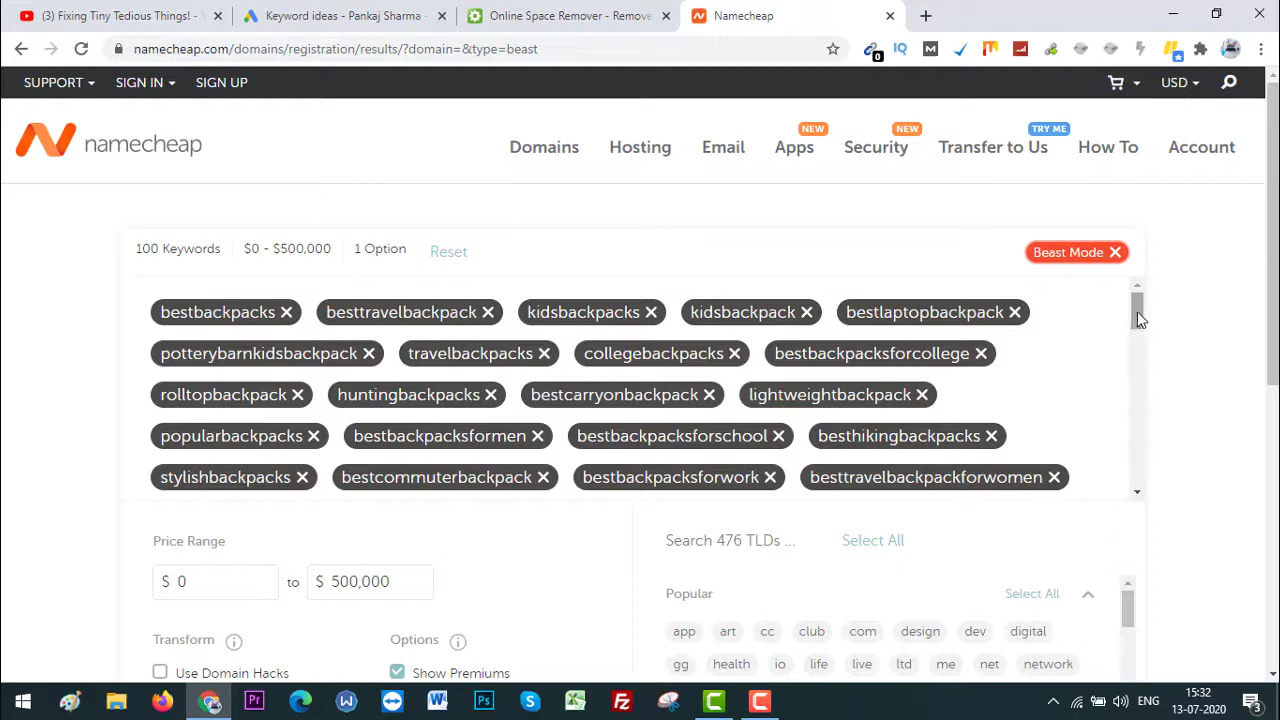 (3) Fixing Tiny Tedious Things! -
Keyword ideas - Pankaj Sharma -
Online Space Remover - Remove
Namecheap
namecheap.com/domains/registration/results/?domain=&type=beast
0
SUPPORT SIGN IN SIGN UP USD
namecheap
NEW NEW TRY ME
Domains Hosting Email Apps Security Transfer to Us How To Account
100 Keywords $0 - $500,000 1 Option Reset Beast Mode
bestbackpacks besttravelbackpack kidsbackpacks kidsbackpack bestlaptopbackpack
potterybarnkidsbackpack travelbackpacks collegebackpacks bestbackpacksforcollege
rolltopbackpack huntingbackpacks bestcarryonbackpack lightweightbackpack
popularbackpacks bestbackpacksformen bestbackpacksforschool besthikingbackpacks
stylishbackpacks bestcommuterbackpack bestbackpacksforwork besttravelbackpackforwomen
Price Range Search 476 TLDs ... Select All
$ 0 to $ 500,000
Popular Select All
app art cc club com design dev digital
Transform Options
gg health io life live ltd me net network
Use Domain Hacks Show Premiums
ENG 15:32
13-07-2020 3